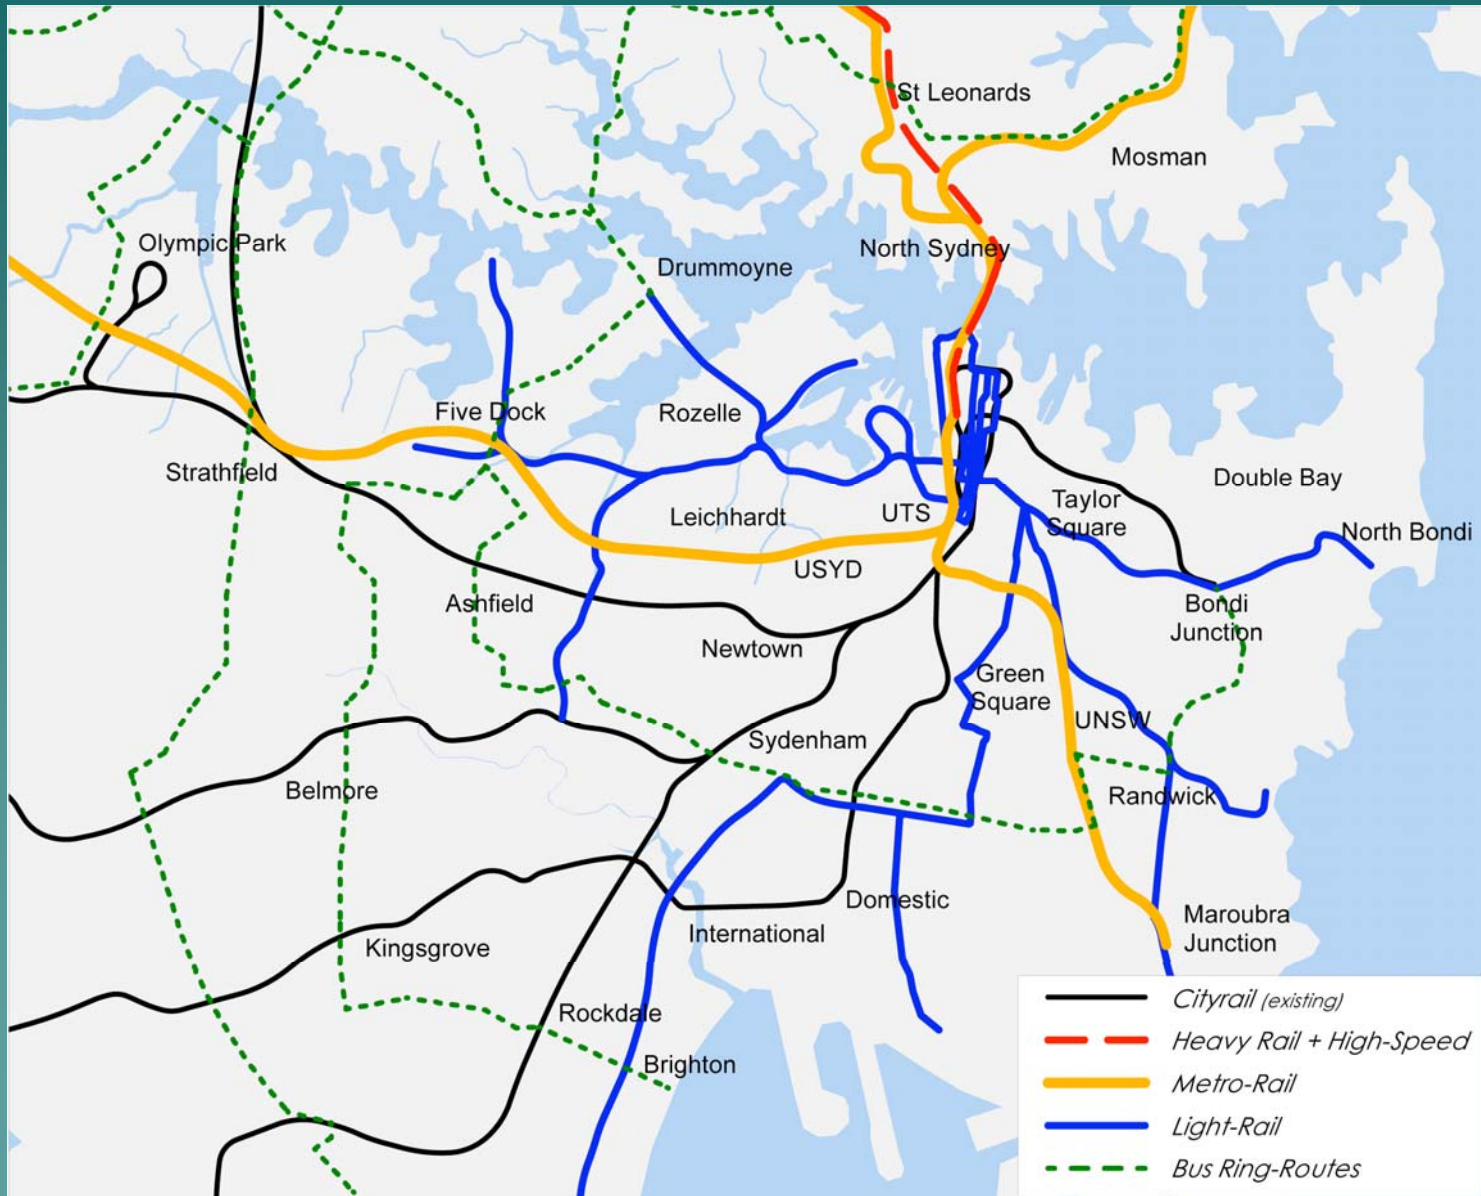 St Leonards
Mosman
Olympic Park
North Sydney
Drummoyne
Five Dock
Rozelle
Strathfield
Double Bay
Taylor
Square
Leichhardt
UTS
North Bondi
USYD
Ashfield
Bondi
Junction
Newtown
Green
Square
UNSW
Sydenham
Belmore
Randwick
Domestic
Maroubra
Junction
International
Kingsgrove
Rockdale
Brighton
Cityrail (existing)
Heavy Rail + High-Speed
Metro-Rail
Light-Rail
Bus Ring-Routes